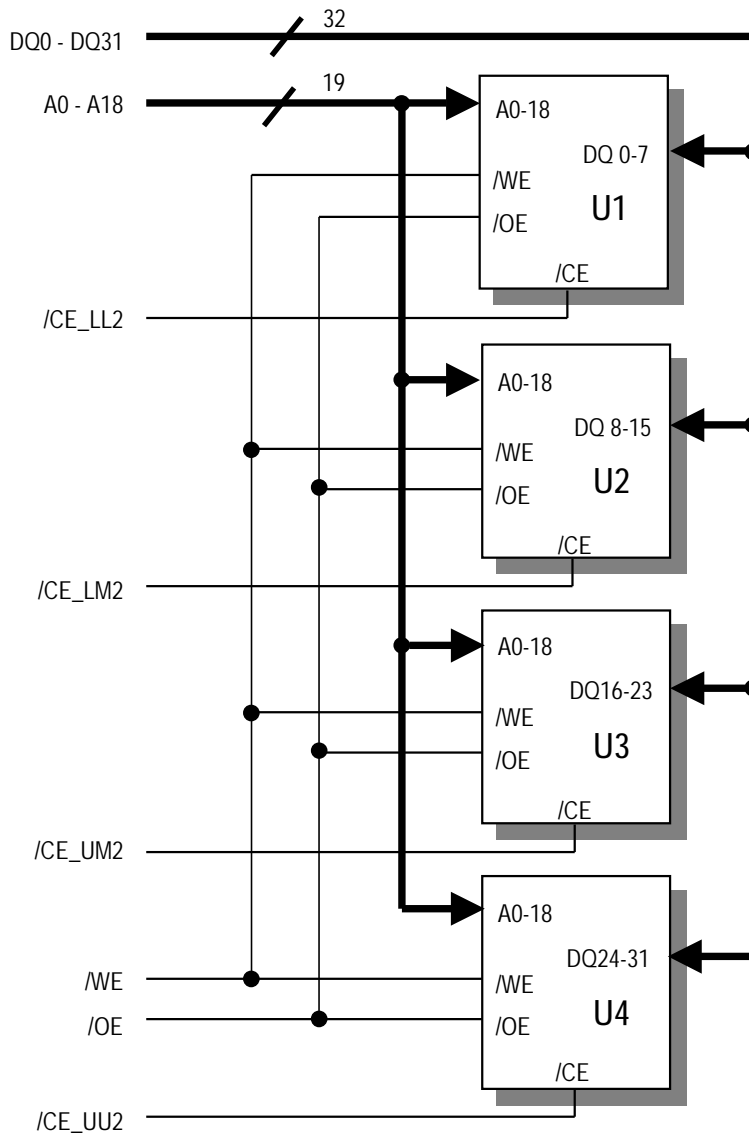 32
DQ0 - DQ31
19
A0 - A18
A0-18
DQ 0-7
/WE
U1
/OE
/CE
/CE_LL2
A0-18
DQ 8-15
/WE
U2
/OE
/CE
/CE_LM2
A0-18
DQ16-23
/WE
U3
/OE
/CE
/CE_UM2
A0-18
DQ24-31
/WE
/WE
U4
/OE
/OE
/CE
/CE_UU2